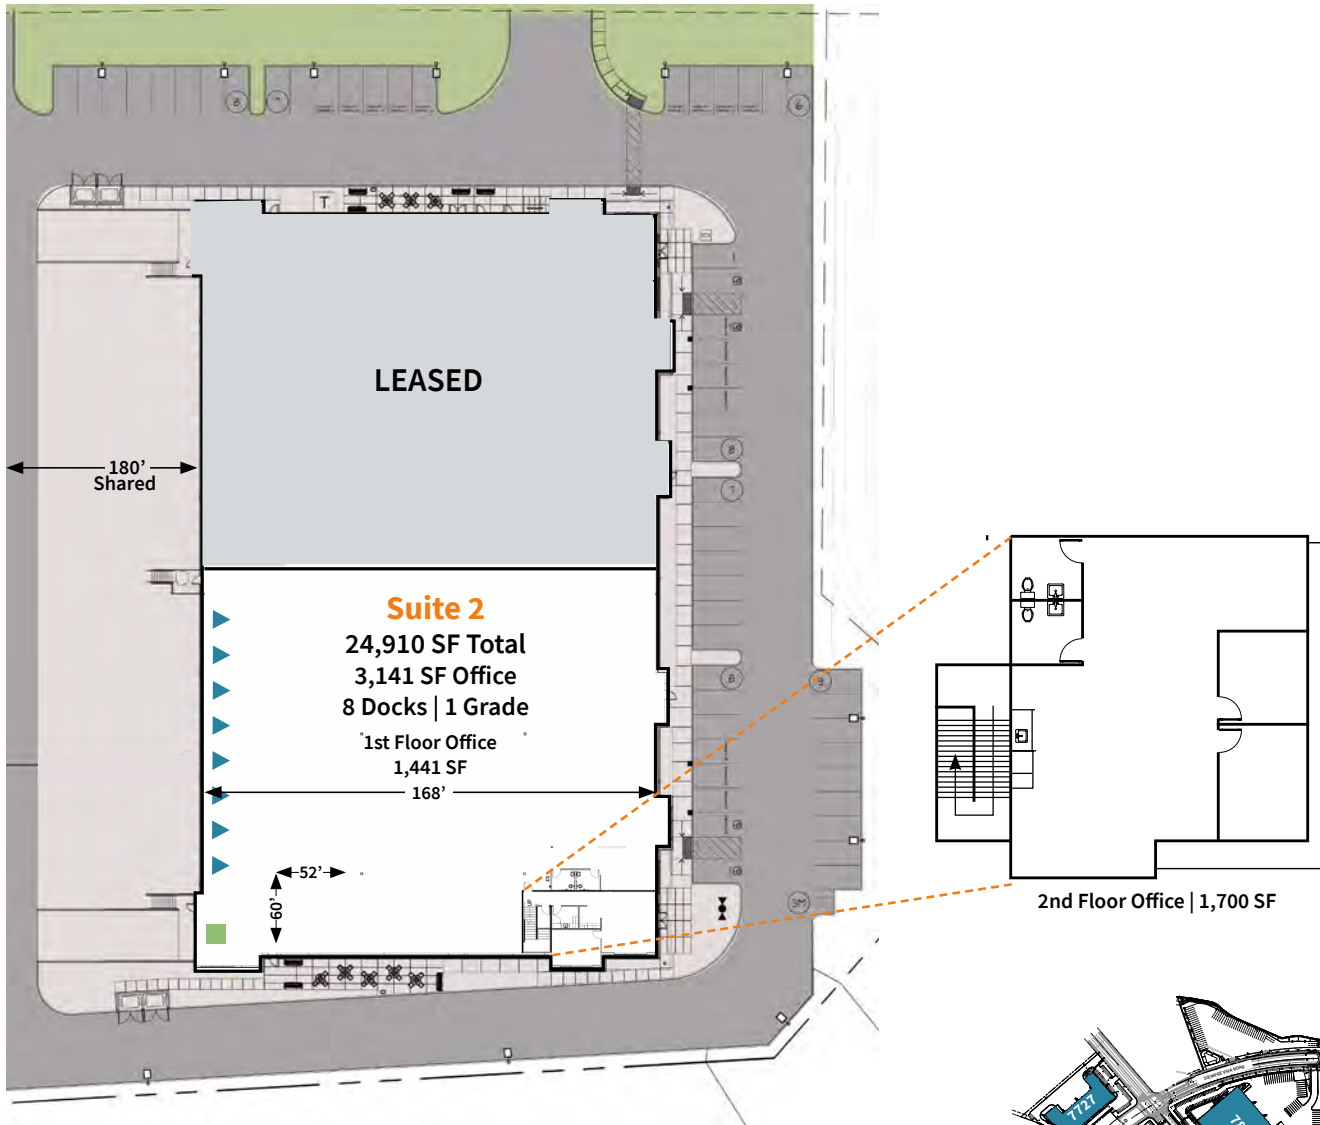 T
LEASED
180’
Shared
Suite 2
24,910 SF Total
3,141 SF Office
8 Docks | 1 Grade
1st Floor Office
1,441 SF
168’
52’
60’
2nd Floor Office | 1,700 SF
7727